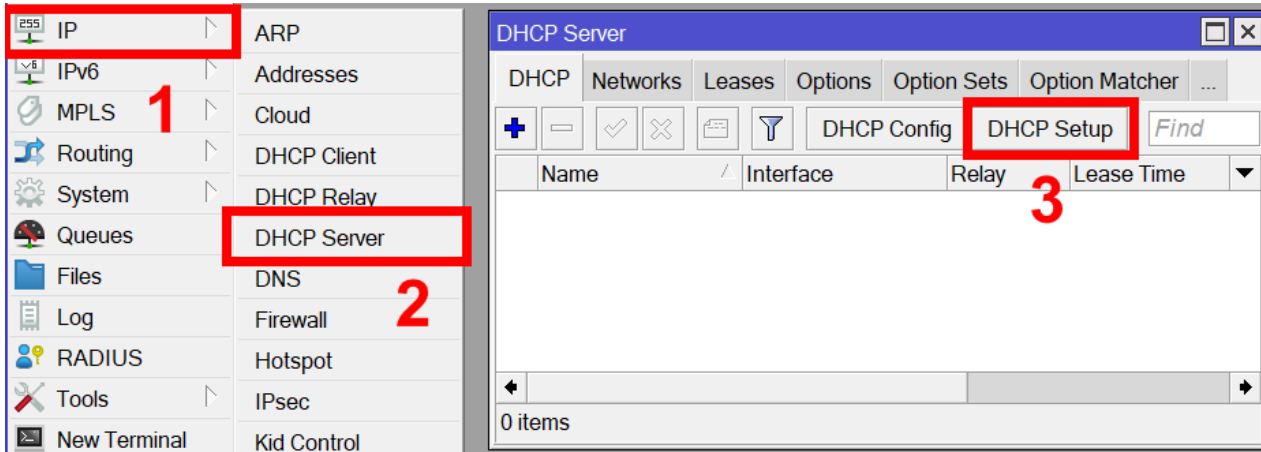 255 IP
IPv6
MPLS
Routing
System
Queues
Files
Log
RADIUS
Tools
New Terminal
1
ARP
Addresses
Cloud
DHCP Client
DHCP Relay
DHCP Server
DNS
Firewall
Hotspot
IPsec
Kid Control
2
DHCP Server
DHCP Networks Leases Options Option Sets Option Matcher ...
DHCP Config DHCP Setup Find
Name Interface Relay Lease Time
3
0 items